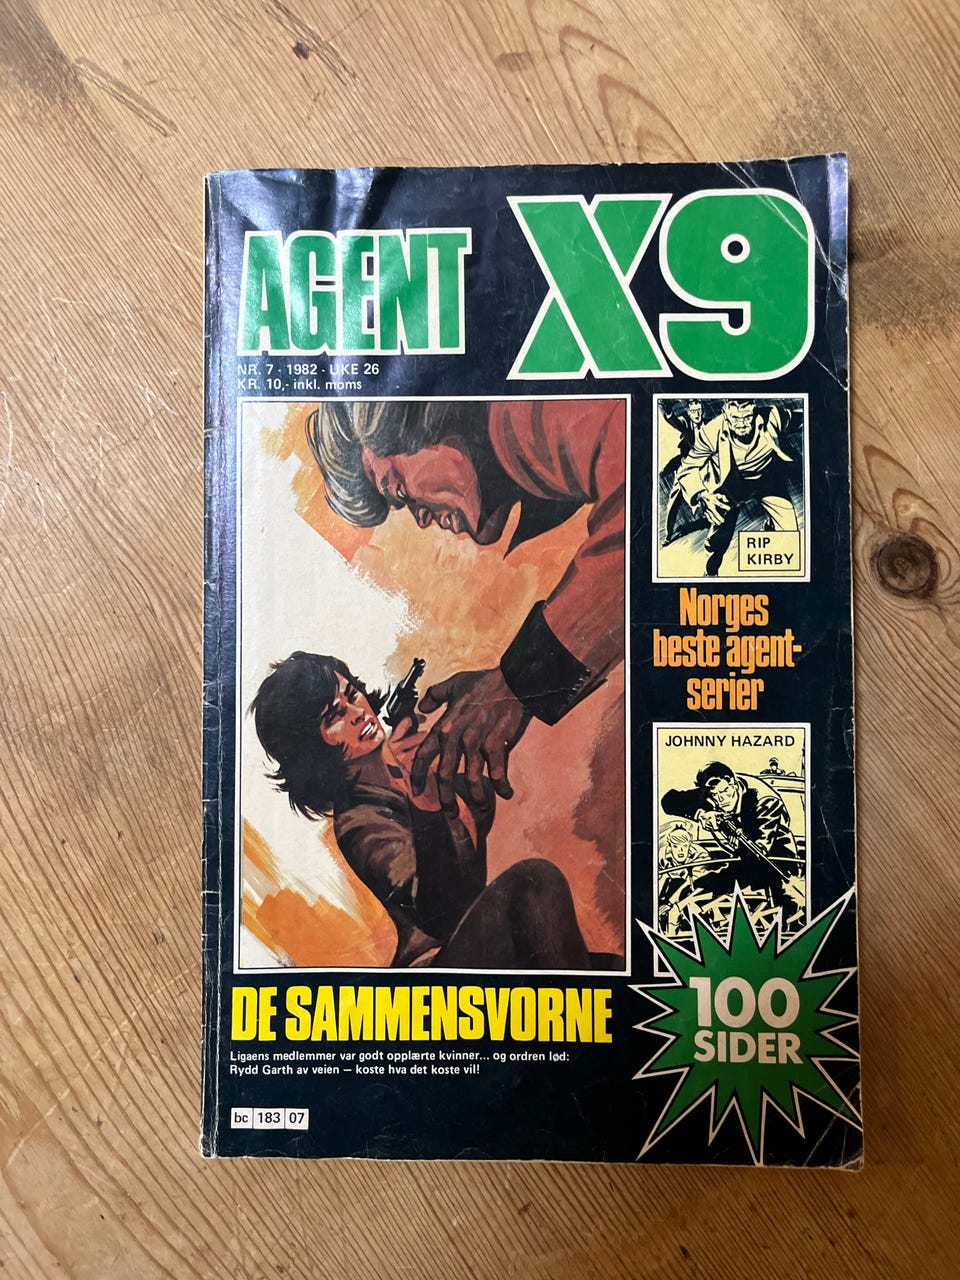 AGENT X9
NR. 7 - 1982 - UKE 26
KR. 10,- inkl. moms
RIP
KIRBY
Norges
beste agent-
serier
JOHNNY HAZARD
100
SIDER
DE SAMMENSVORNE
Ligaens medlemmer var godt opplærte kvinner... og ordren lød:
Rydd Garth av veien – koste hva det koste vil!
bc 183 07